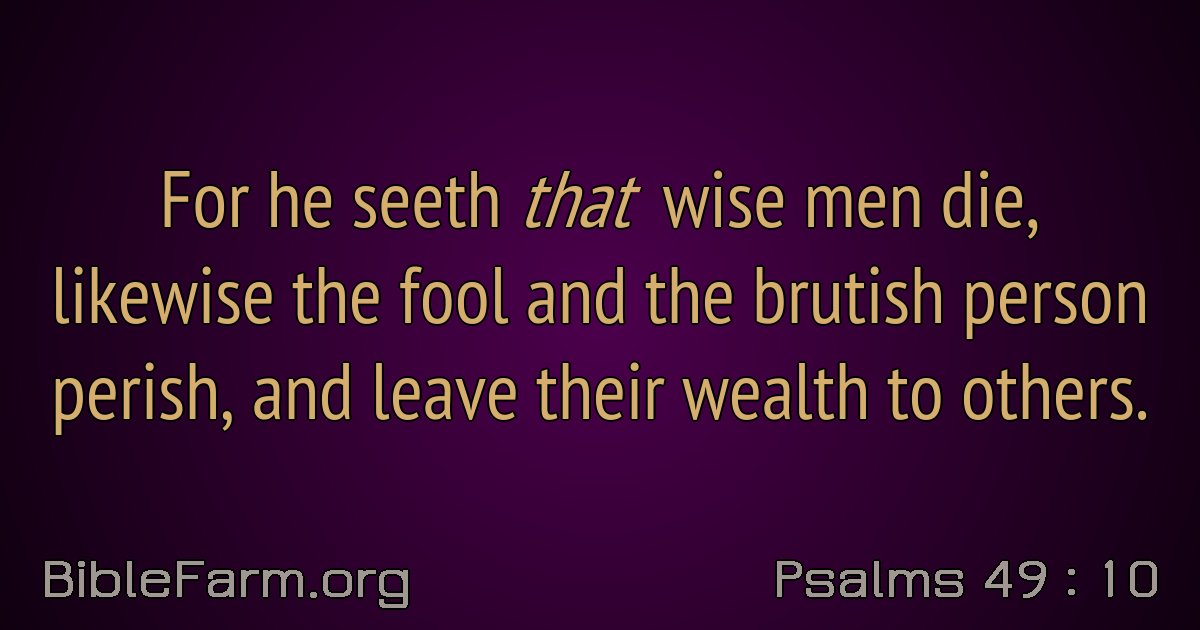 For he seeth that wise men die,
likewise the fool and the brutish person
perish, and leave their wealth to others.
BibleFarm.org
Psalms 49 : 10